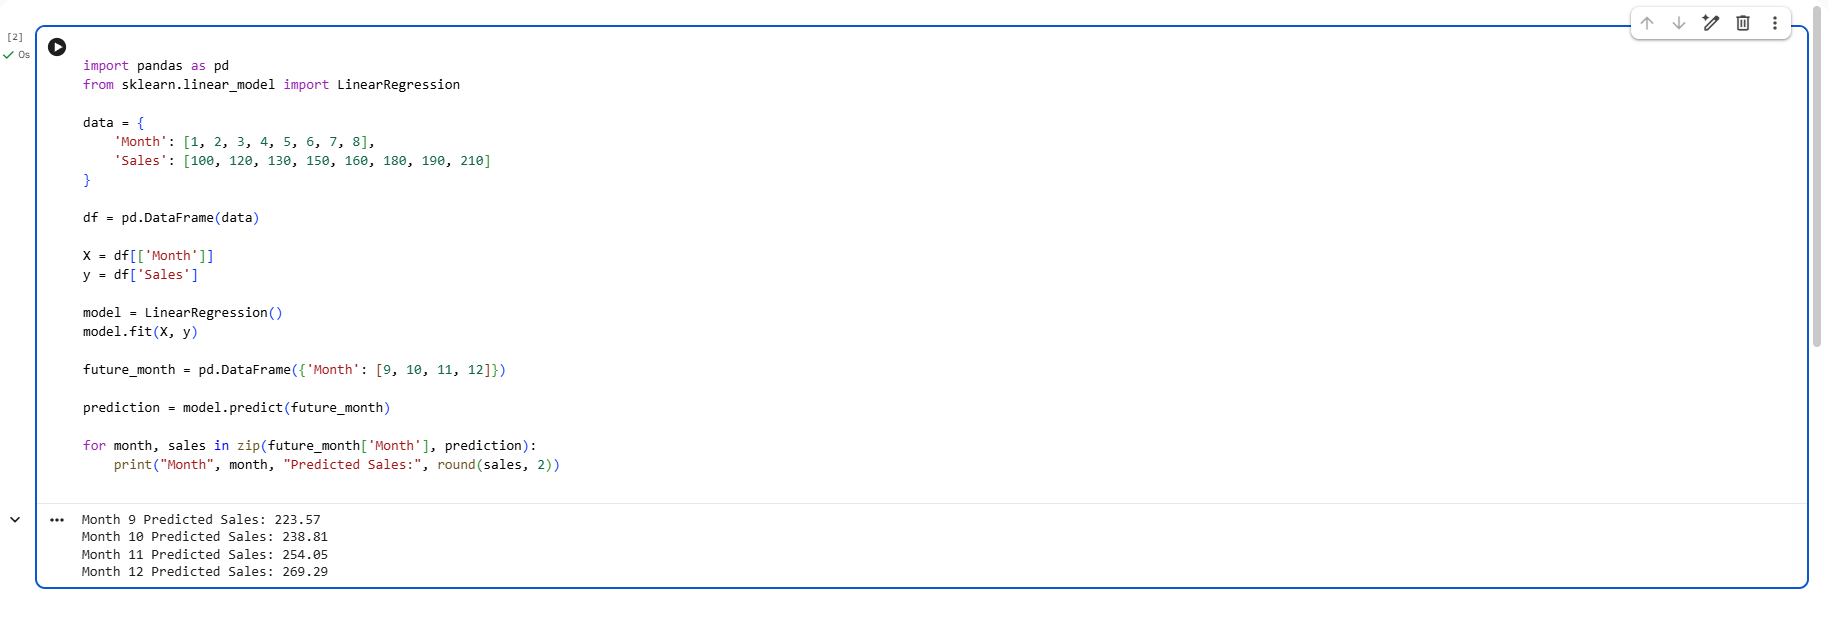 [2]
0s
import pandas as pd
from sklearn.linear_model import LinearRegression
data = {
    'Month': [1, 2, 3, 4, 5, 6, 7, 8],
    'Sales': [100, 120, 130, 150, 160, 180, 190, 210]
}
df = pd.DataFrame(data)
X = df[['Month']]
y = df['Sales']
model = LinearRegression()
model.fit(X, y)
future_month = pd.DataFrame({'Month': [9, 10, 11, 12]})
prediction = model.predict(future_month)
for month, sales in zip(future_month['Month'], prediction):
    print("Month", month, "Predicted Sales:", round(sales, 2))
Month 9 Predicted Sales: 223.57
Month 10 Predicted Sales: 238.81
Month 11 Predicted Sales: 254.05
Month 12 Predicted Sales: 269.29